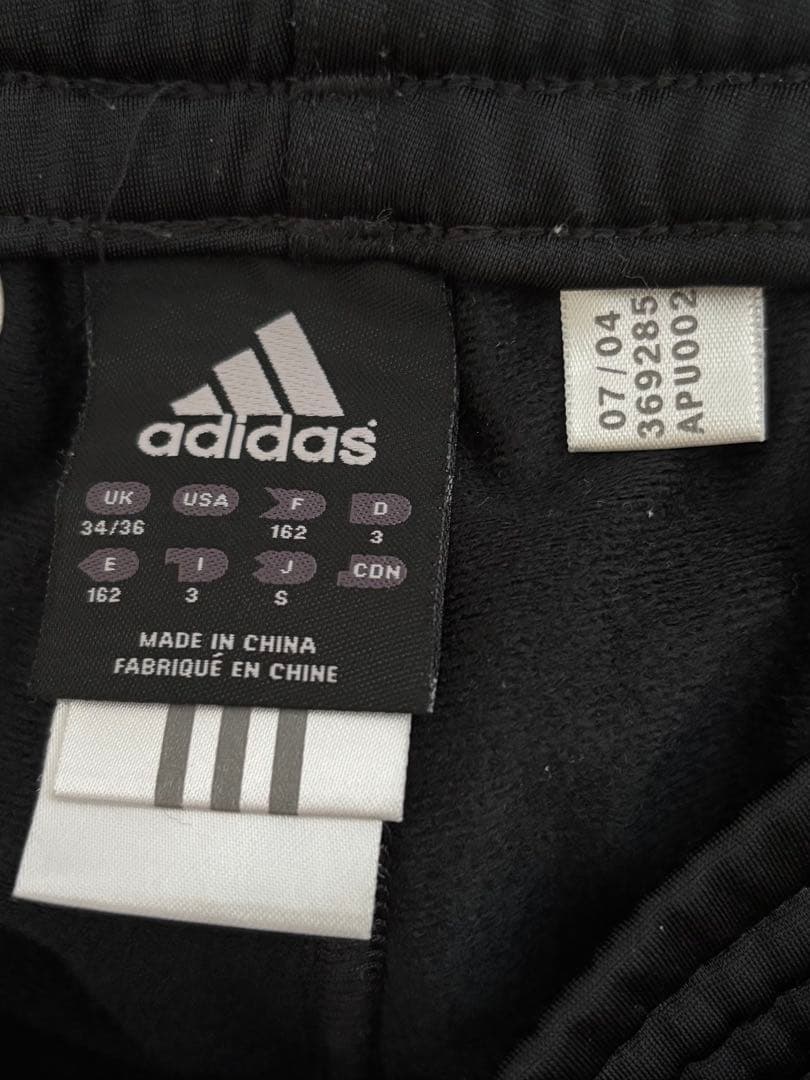 adidas
UK USA F D
34/36 162 3
E I J CDN
162 3 S
MADE IN CHINA
FABRIQUÉ EN CHINE
07/04
369285
APU002